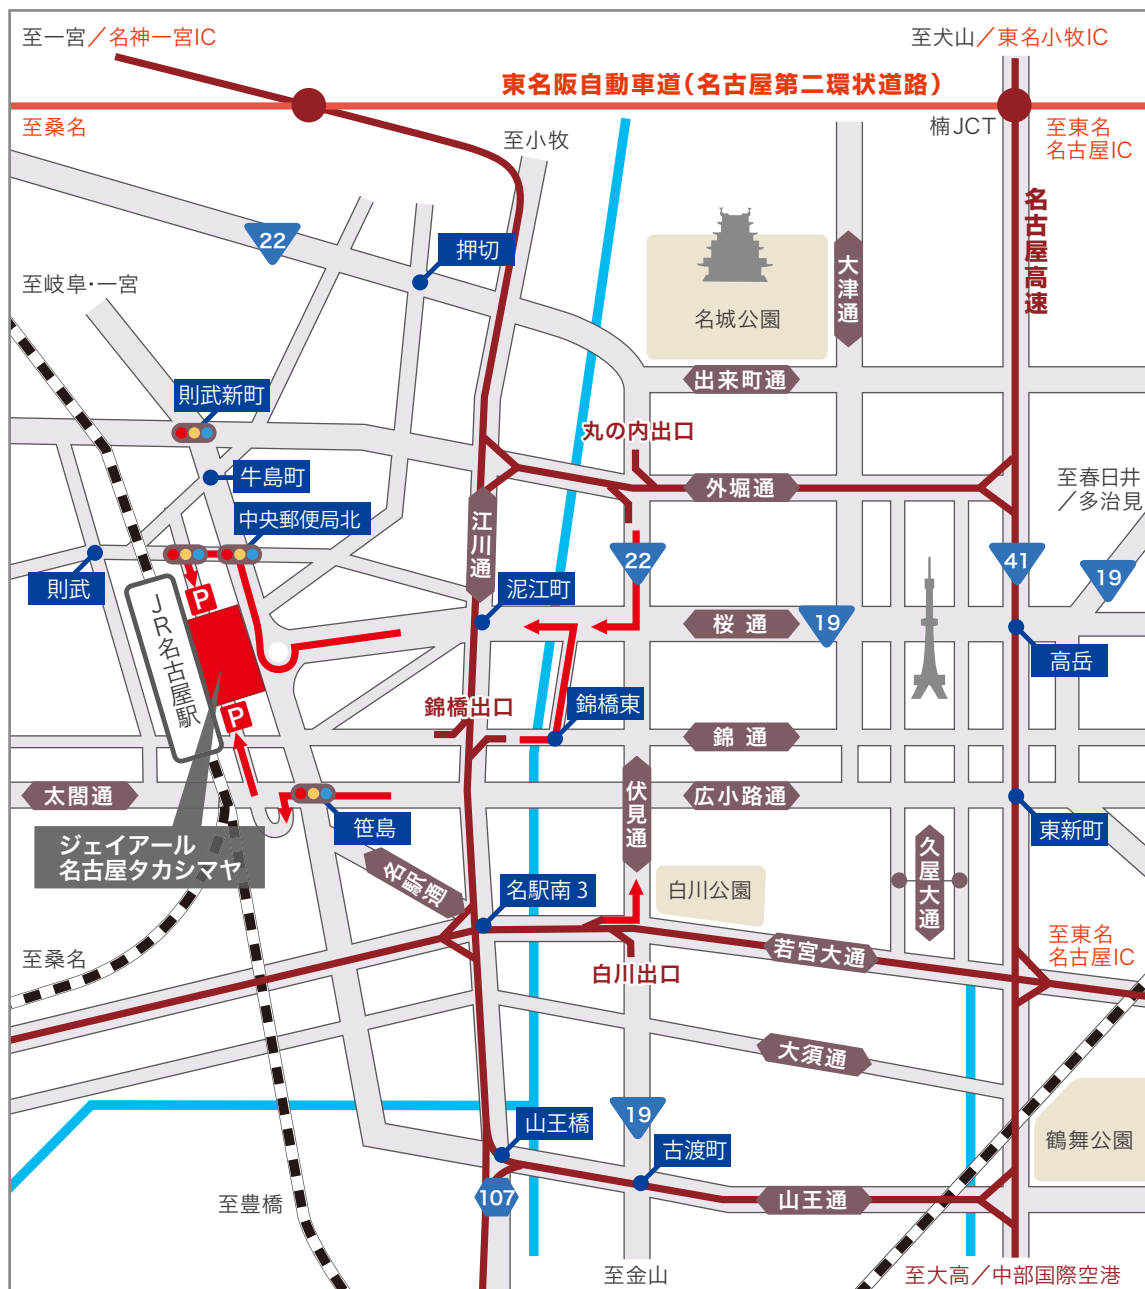 至一宮／名神一宮IC
至犬山／東名小牧IC
東名阪自動車道(名古屋第二環状道路)
至桑名
至小牧
楠JCT
至東名
名古屋IC
名古屋高速
22
押切
大津通
至岐阜・一宮
名城公園
出来町通
則武新町
丸の内出口
牛島町
外堀通
至春日井
／多治見
中央郵便局北
江川通
22
41
19
則武
泥江町
P
JR名古屋駅
桜通
19
高岳
錦橋出口
錦橋東
P
錦通
太閤通
広小路通
伏見通
笹島
東新町
ジェイアール
名古屋タカシマヤ
久屋大通
名駅通
名駅南3
白川公園
至桑名
若宮大通
至東名
名古屋IC
白川出口
大須通
山王橋
19
古渡町
鶴舞公園
至豊橋
107
山王通
至金山
至大高／中部国際空港